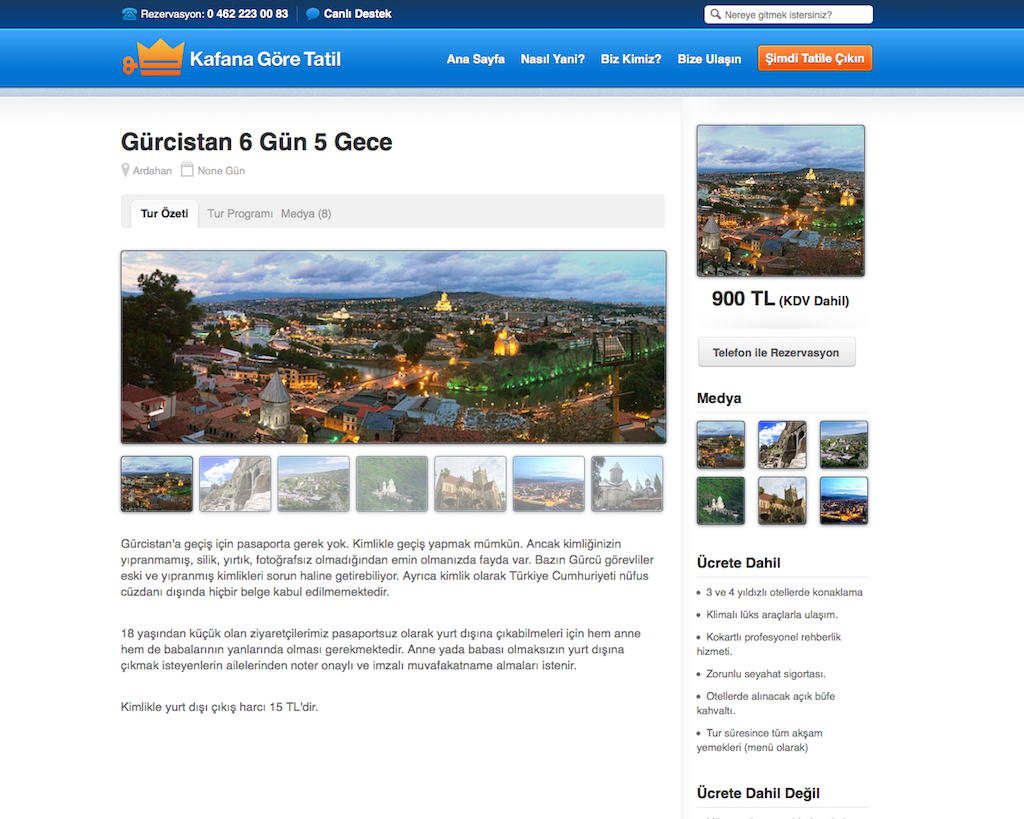 Rezervasyon: 0 462 223 00 83
Canlı Destek
Nereye gitmek istersiniz?
Kafana Göre Tatil
Ana Sayfa
Nasıl Yani?
Biz Kimiz?
Bize Ulaşın
Şimdi Tatile Çıkın
Gürcistan 6 Gün 5 Gece
Ardahan
None Gün
Tur Özeti
Tur Programı
Medya (8)
Gürcistan'a geçiş için pasaporta gerek yok. Kimlikle geçiş yapmak mümkün. Ancak kimliğinizin
yıpranmamış, silik, yırtık, fotoğrafsız olmadığından emin olmanızda fayda var. Bazın Gürcü görevliler
eski ve yıpranmış kimlikleri sorun haline getirebiliyor. Ayrıca kimlik olarak Türkiye Cumhuriyeti nüfus
cüzdanı dışında hiçbir belge kabul edilmemektedir.
18 yaşından küçük olan ziyaretçilerimiz pasaportsuz olarak yurt dışına çıkabilmeleri için hem anne
hem de babalarının yanlarında olması gerekmektedir. Anne yada babası olmaksızın yurt dışına
çıkmak isteyenlerin ailelerinden noter onaylı ve imzalı muvafakatname almaları istenir.
Kimlikle yurt dışı çıkış harcı 15 TL'dir.
900 TL (KDV Dahil)
Telefon ile Rezervasyon
Medya
Ücrete Dahil
• 3 ve 4 yıldızlı otellerde konaklama
• Klimalı lüks araçlarla ulaşım.
• Kokartlı profesyonel rehberlik
hizmeti.
• Zorunlu seyahat sigortası.
• Otellerde alınacak açık büfe
kahvaltı.
• Tur süresince tüm akşam
yemekleri (menü olarak)
Ücrete Dahil Değil